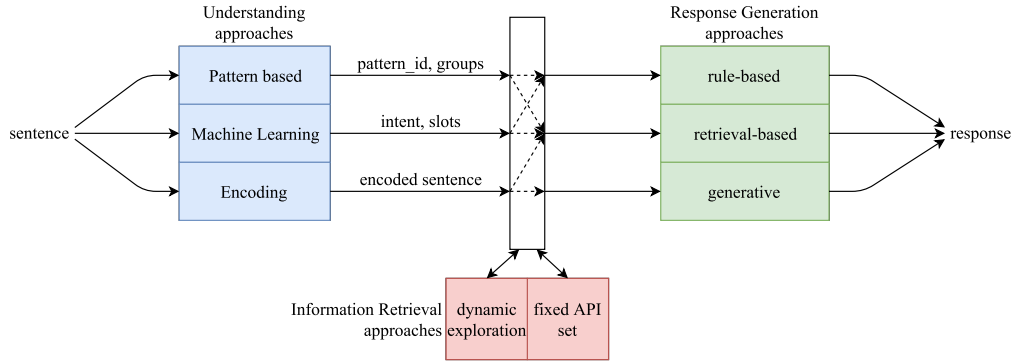 Understanding
approaches
Response Generation
approaches
Pattern based
pattern_id, groups
rule-based
sentence
Machine Learning
intent, slots
retrieval-based
response
Encoding
encoded sentence
generative
Information Retrieval
approaches
dynamic
exploration
fixed API
set